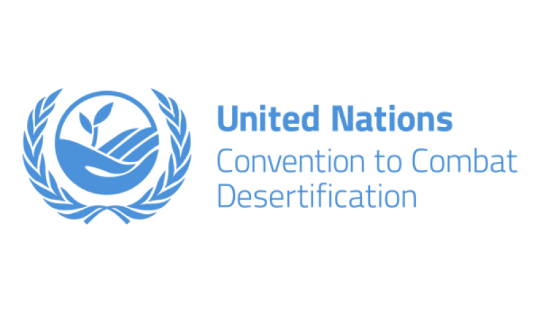 United Nations
Convention to Combat
Desertification